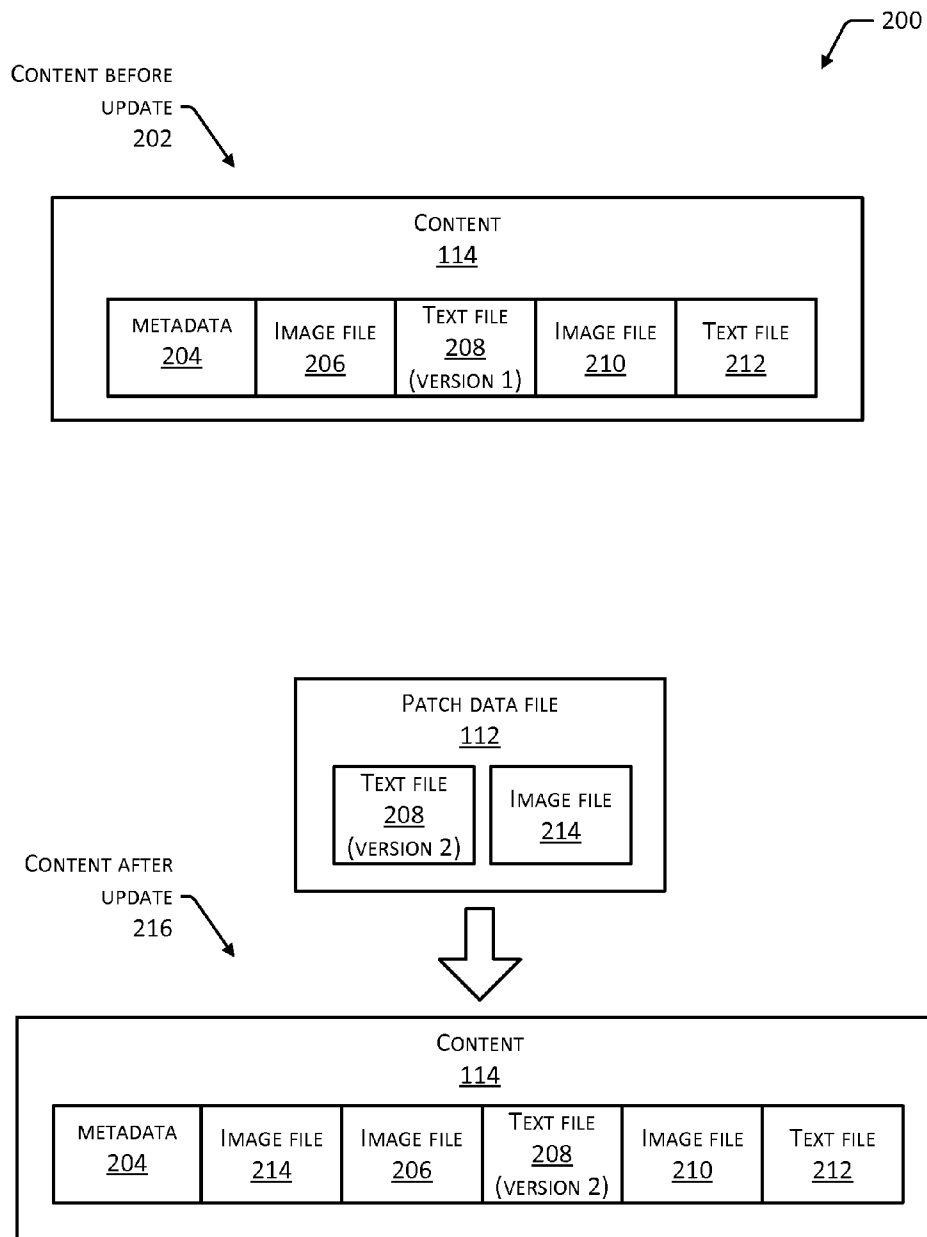 200
CONTENT BEFORE
UPDATE
202
CONTENT
114
METADATA
204
IMAGE FILE
206
TEXT FILE
208
(VERSION 1)
IMAGE FILE
210
TEXT FILE
212
PATCH DATA FILE
112
TEXT FILE
208
(VERSION 2)
IMAGE FILE
214
CONTENT AFTER
UPDATE
216
CONTENT
114
METADATA
204
IMAGE FILE
214
IMAGE FILE
206
TEXT FILE
208
(VERSION 2)
IMAGE FILE
210
TEXT FILE
212